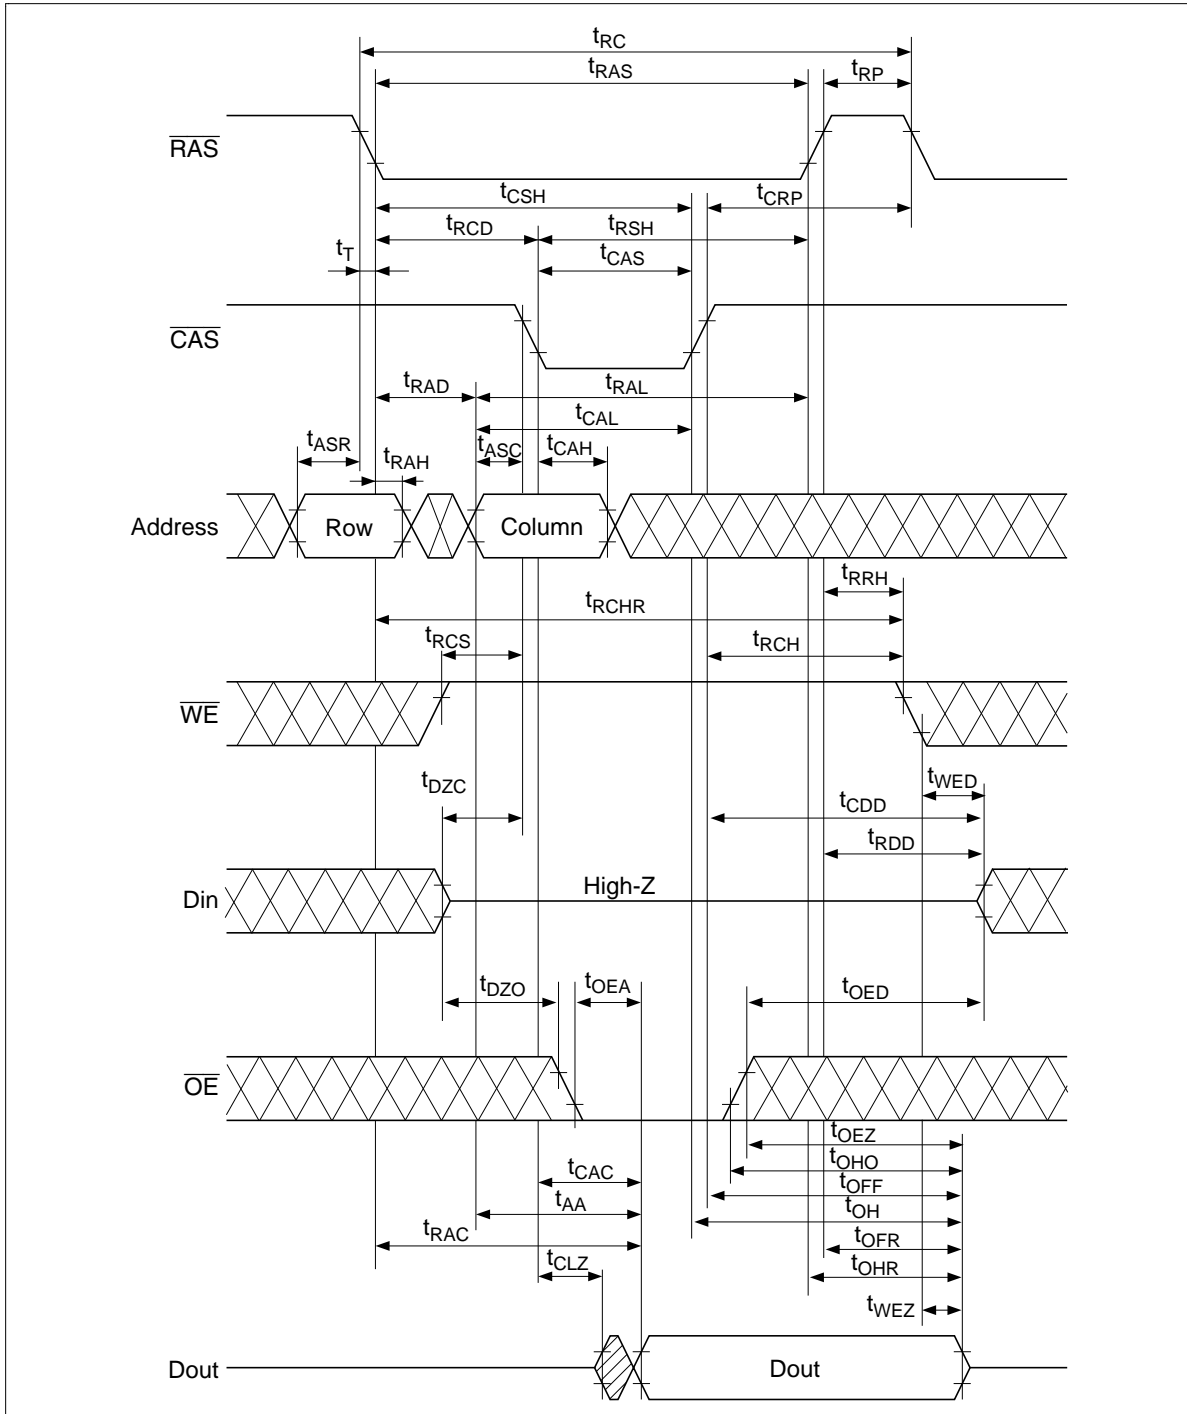 tRC
tRAS
tRP
RAS
tCSH
tCRP
tRCD
tRSH
tT
tCAS
CAS
tRAD
tRAL
tCAL
tASR
tASC
tCAH
tRAH
Address
Row
Column
tRRH
tRCHR
tRCS
tRCH
WE
tDZC
tWED
tCDD
tRDD
Din
High-Z
tDZO
tOEA
tOED
OE
tOEZ
tOHO
tCAC
tOFF
tAA
tOH
tRAC
tOFR
tCLZ
tOHR
tWEZ
Dout
Dout